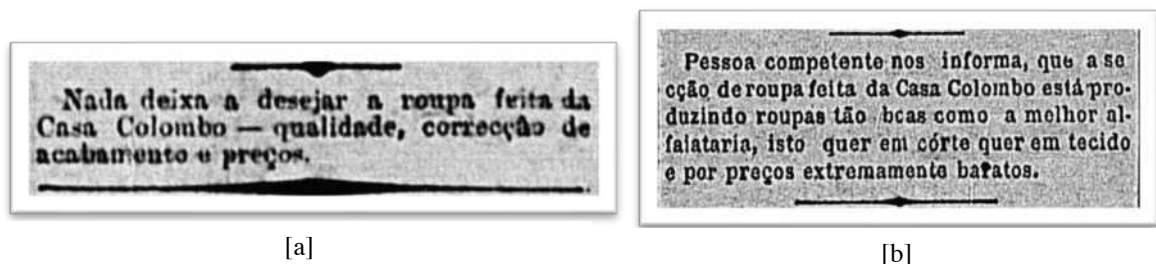 Nada deixa a desejar a roupa feita da
Casa Colombo — qualidade, correcção de
acabamento e preços.
[a]
Pessoa competente nos informa, que a se
cção de roupa feita da Casa Colombo está pro-
duzindo roupas tão boas como a melhor al-
faiataria, isto quer em córte quer em tecido
e por preços extremamente baratos.
[b]